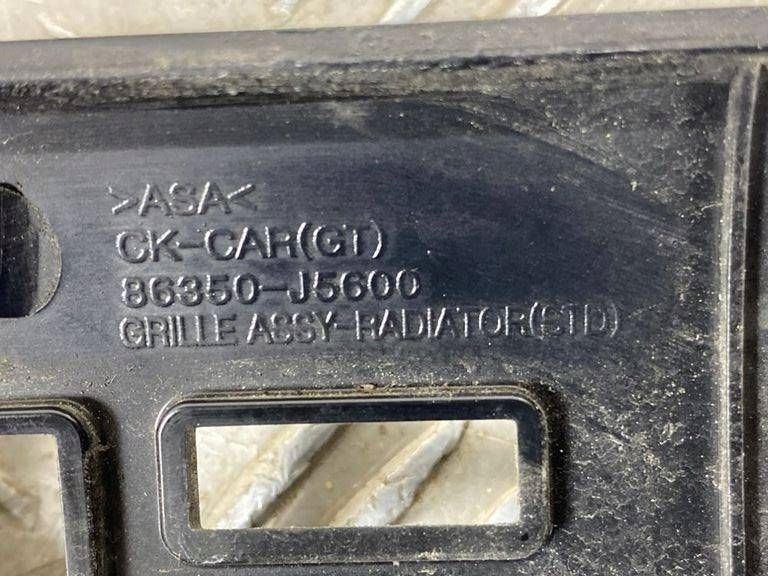 >ASA<
CK-CAR(GT)
86350-J5600
GRILLE ASSY-RADIATOR(STD)